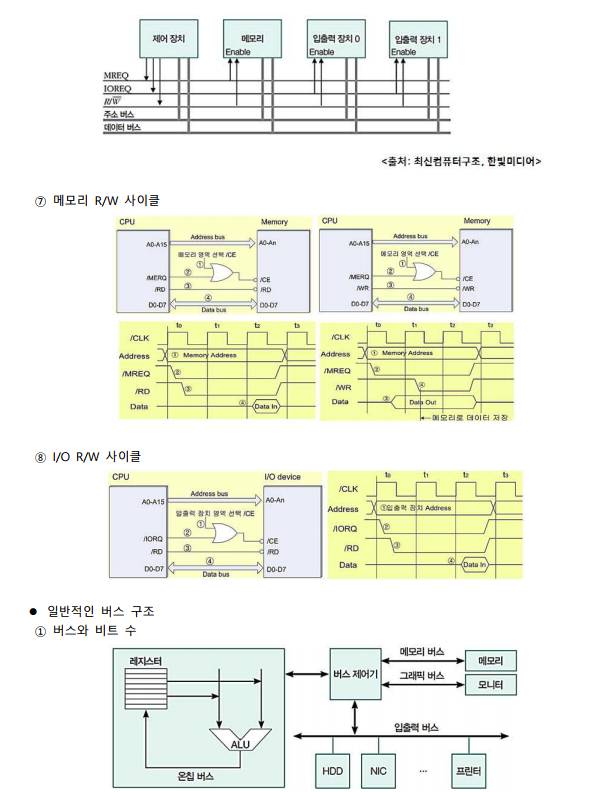 제어 장치
메모리
Enable
입출력 장치 0
Enable
입출력 장치 1
Enable
MREQ
IOREQ
R/W̅
주소 버스
데이터 버스
<출처: 최신컴퓨터구조, 한빛미디어>
⑦ 메모리 R/W 사이클
CPU
Memory
Address bus
A0-A15
A0-An
메모리 영역 선택 /CE
①
②
/MERQ
/CE
③
/RD
/RD
④
D0-D7
D0-D7
Data bus
CPU
Memory
Address bus
A0-A15
A0-An
메모리 영역 선택 /CE
①
②
/MERQ
/CE
③
/WR
/WR
④
D0-D7
D0-D7
Data bus
t0 t1 t2 t3
/CLK
Address ① Memory Address
/MREQ ②
/RD ③
Data ④ Data In
t0 t1 t2 t3
/CLK
Address ① Memory Address
/MREQ ②
/WR ④
Data ③ Data Out
메모리로 데이터 저장
⑧ I/O R/W 사이클
CPU
I/O device
Address bus
A0-A15
A0-An
입출력 장치 영역 선택 /CE
①
②
/IORQ
/CE
③
/RD
/RD
④
D0-D7
D0-D7
Data bus
t0 t1 t2 t3
/CLK
Address ①입출력 장치 Address
/IORQ ②
/RD ③
Data ④ Data In
● 일반적인 버스 구조
① 버스와 비트 수
레지스터
ALU
온칩 버스
버스 제어기
메모리 버스
메모리
그래픽 버스
모니터
입출력 버스
HDD
NIC
...
프린터